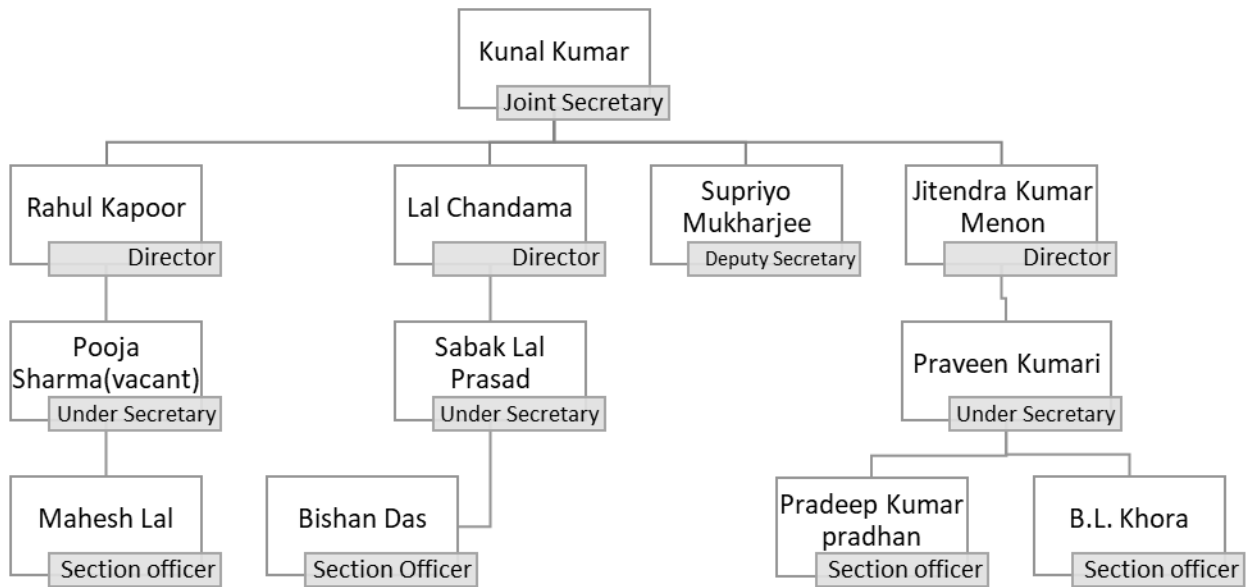 Kunal Kumar
Joint Secretary
Rahul Kapoor
Director
Lal Chandama
Director
Supriyo
Mukharjee
Deputy Secretary
Jitendra Kumar
Menon
Director
Pooja
Sharma(vacant)
Under Secretary
Sabak Lal
Prasad
Under Secretary
Praveen Kumari
Under Secretary
Mahesh Lal
Section officer
Bishan Das
Section Officer
Pradeep Kumar
pradhan
Section officer
B.L. Khora
Section officer